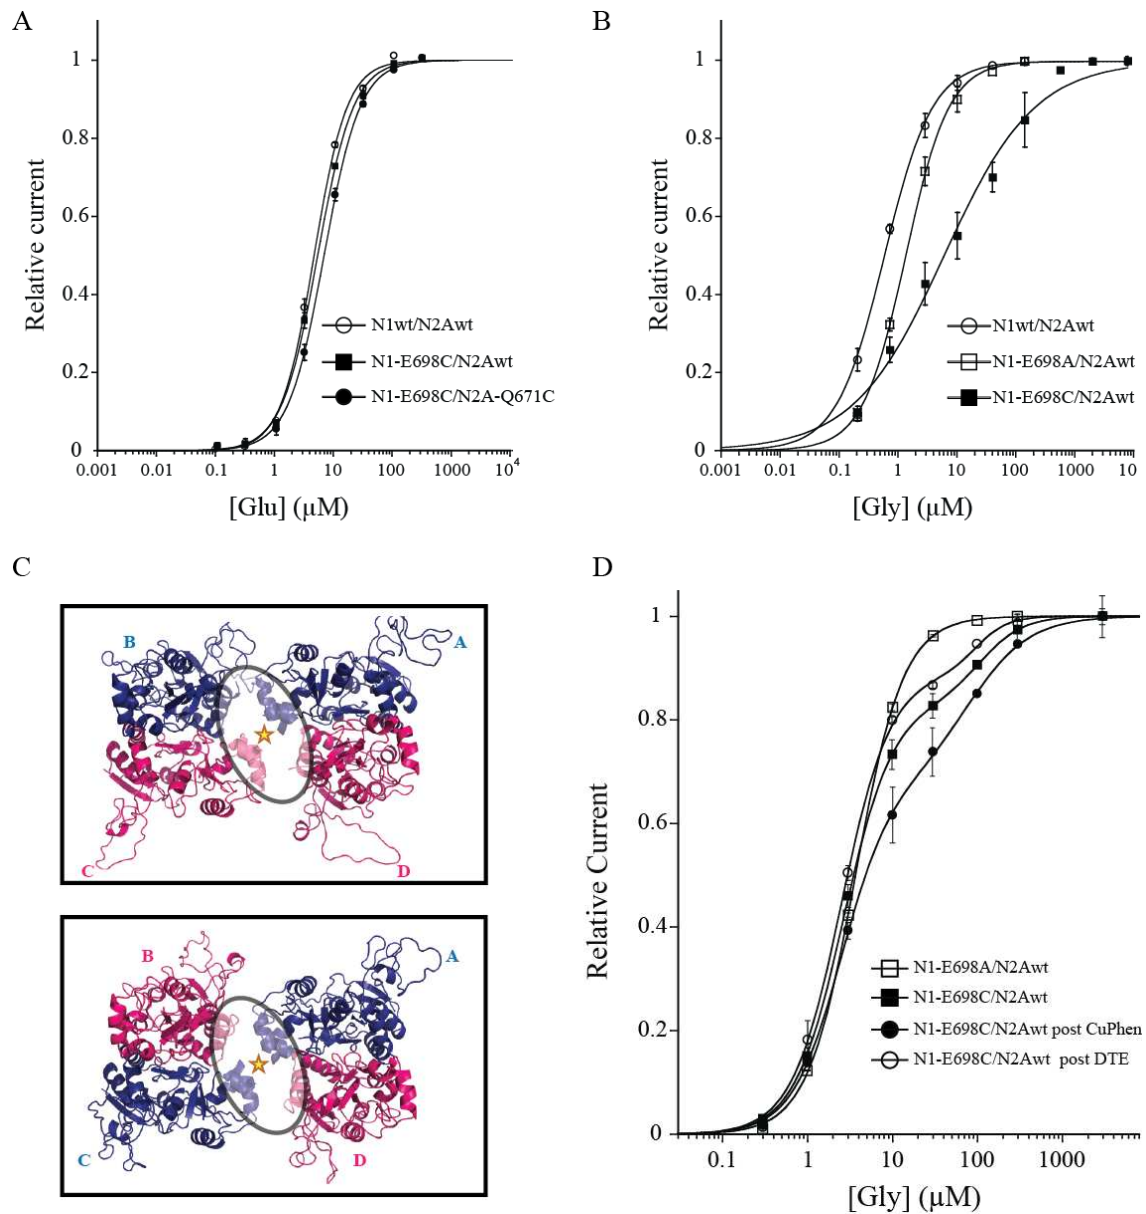 A
B
1
0.8
0.6
0.4
0.2
0
Relative current
N1wt/N2Awt
N1-E698C/N2Awt
N1-E698C/N2A-Q671C
0.001
0.1
1
10
100
1000
10⁴
[Glu] (µM)
1
0.8
0.6
0.4
0.2
0
Relative current
N1wt/N2Awt
N1-E698A/N2Awt
N1-E698C/N2Awt
0.001
0.1
1
10
100
1000
10
[Gly] (µM)
C
D
B
A
C
D
B
A
C
D
1
0.8
0.6
0.4
0.2
0
Relative Current
N1-E698A/N2Awt
N1-E698C/N2Awt
N1-E698C/N2Awt post CuPhen
N1-E698C/N2Awt post DTE
0.1
1
10
100
1000
[Gly] (µM)